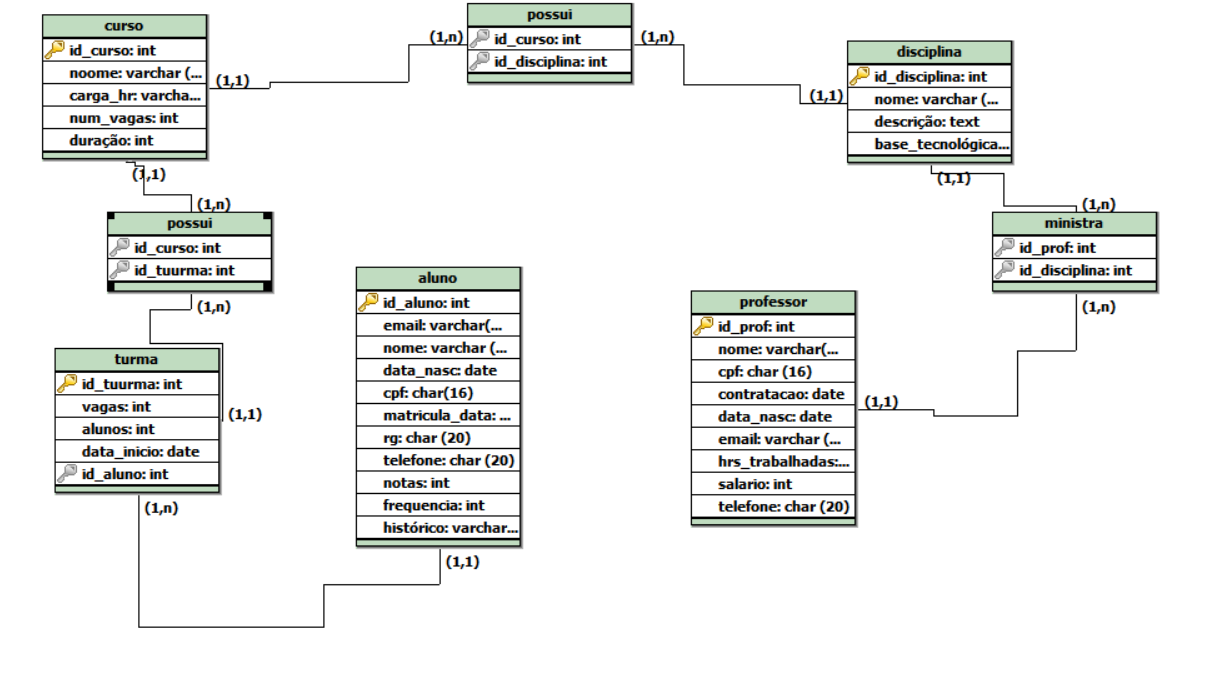 curso
id_curso: int
noome: varchar (...
carga_hr: varcha...
num_vagas: int
duração: int
(1,1)
(1,n)
possui
id_curso: int
id_disciplina: int
(1,n)
(1,1)
disciplina
id_disciplina: int
nome: varchar (...
descrição: text
base_tecnológica...
(1,1)
(1,n)
possui
id_curso: int
id_tuurma: int
(1,n)
(1,1)
(1,n)
ministra
id_prof: int
id_disciplina: int
(1,n)
turma
id_tuurma: int
vagas: int
alunos: int
data_inicio: date
id_aluno: int
(1,1)
(1,n)
aluno
id_aluno: int
email: varchar(...
nome: varchar (...
data_nasc: date
cpf: char(16)
matricula_data: ...
rg: char (20)
telefone: char (20)
notas: int
frequencia: int
histórico: varchar...
(1,1)
professor
id_prof: int
nome: varchar(...
cpf: char (16)
contratacao: date
data_nasc: date
email: varchar (...
hrs_trabalhadas:...
salario: int
telefone: char (20)
(1,1)